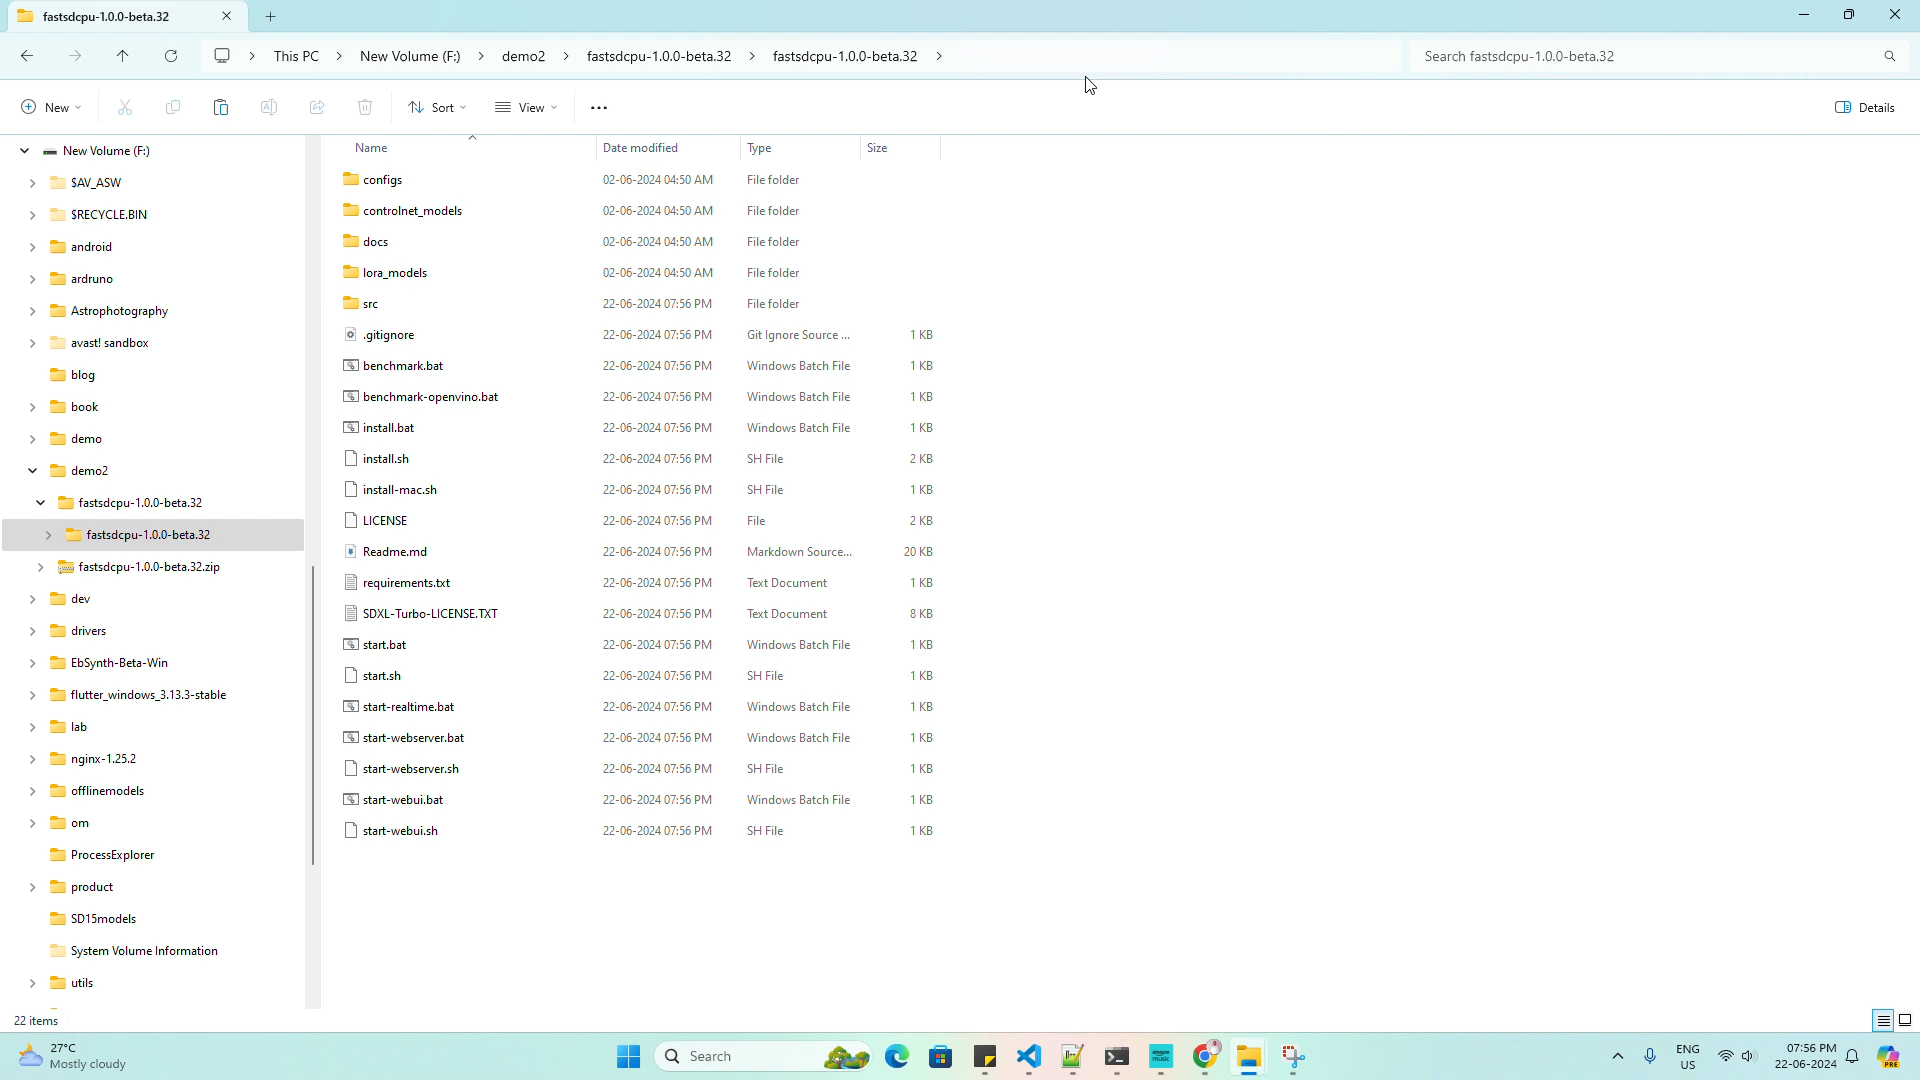 fastsdcpu-1.0.0-beta.32
This PC
New Volume (F:)
demo2
fastsdcpu-1.0.0-beta.32
fastsdcpu-1.0.0-beta.32
Search fastsdcpu-1.0.0-beta.32
New
Sort
View
Details
New Volume (F:)
$AV_ASW
$RECYCLE.BIN
android
ardruno
Astrophotography
avast! sandbox
blog
book
demo
demo2
fastsdcpu-1.0.0-beta.32
fastsdcpu-1.0.0-beta.32
fastsdcpu-1.0.0-beta.32.zip
dev
drivers
EbSynth-Beta-Win
flutter_windows_3.13.3-stable
lab
nginx-1.25.2
offlinemodels
om
ProcessExplorer
product
SD15models
System Volume Information
utils
Name Date modified Type Size
configs 02-06-2024 04:50 AM File folder
controlnet_models 02-06-2024 04:50 AM File folder
docs 02-06-2024 04:50 AM File folder
lora_models 02-06-2024 04:50 AM File folder
src 22-06-2024 07:56 PM File folder
.gitignore 22-06-2024 07:56 PM Git Ignore Source ... 1 KB
benchmark.bat 22-06-2024 07:56 PM Windows Batch File 1 KB
benchmark-openvino.bat 22-06-2024 07:56 PM Windows Batch File 1 KB
install.bat 22-06-2024 07:56 PM Windows Batch File 1 KB
install.sh 22-06-2024 07:56 PM SH File 2 KB
install-mac.sh 22-06-2024 07:56 PM SH File 1 KB
LICENSE 22-06-2024 07:56 PM File 2 KB
Readme.md 22-06-2024 07:56 PM Markdown Source... 20 KB
requirements.txt 22-06-2024 07:56 PM Text Document 1 KB
SDXL-Turbo-LICENSE.TXT 22-06-2024 07:56 PM Text Document 8 KB
start.bat 22-06-2024 07:56 PM Windows Batch File 1 KB
start.sh 22-06-2024 07:56 PM SH File 1 KB
start-realtime.bat 22-06-2024 07:56 PM Windows Batch File 1 KB
start-webserver.bat 22-06-2024 07:56 PM Windows Batch File 1 KB
start-webserver.sh 22-06-2024 07:56 PM SH File 1 KB
start-webui.bat 22-06-2024 07:56 PM Windows Batch File 1 KB
start-webui.sh 22-06-2024 07:56 PM SH File 1 KB
22 items
27°C
Mostly cloudy
Search
amazon
music
ENG
US
07:56 PM
22-06-2024
PRE